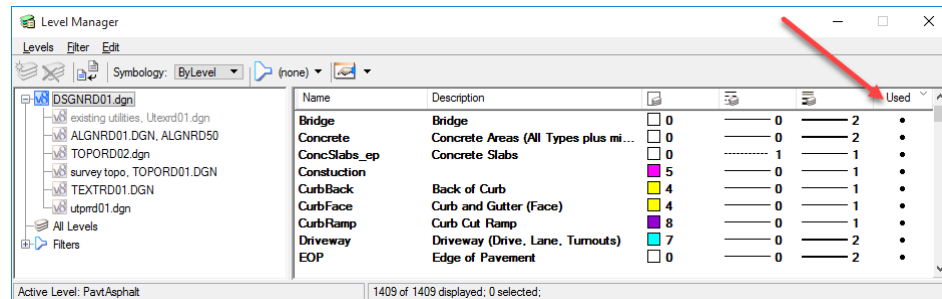 Level Manager
Levels Filter Edit
Symbology: ByLevel (none)
DSGNRD01.dgn
existing utilities, Utexrd01.dgn
ALGNRD01.DGN, ALGNRD50
TOPORD02.dgn
survey topo, TOPORD01.DGN
TEXTRD01.DGN
utprrd01.dgn
All Levels
Filters
Name Description Used
Bridge Bridge 0 0 2
Concrete Concrete Areas (All Types plus mi... 0 0 2
ConcSlabs_ep Concrete Slabs 0 1 1
Constuction 5 0 1
CurbBack Back of Curb 4 0 1
CurbFace Curb and Gutter (Face) 4 0 1
CurbRamp Curb Cut Ramp 8 0 1
Driveway Driveway (Drive, Lane, Turnouts) 7 0 2
EOP Edge of Pavement 0 0 2
Active Level: PavtAsphalt 1409 of 1409 displayed; 0 selected;